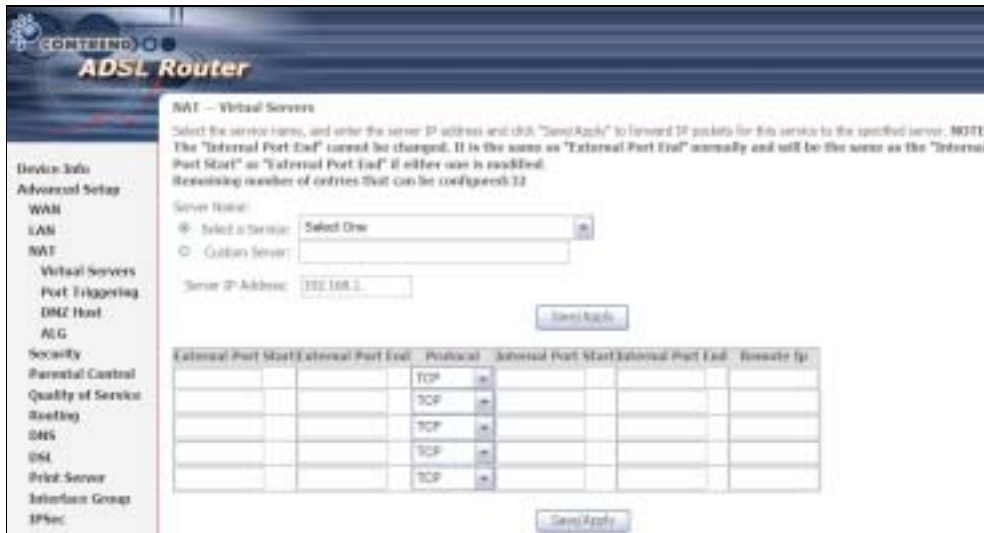 COMTREND
ADSL Router
NAT -- Virtual Servers
Select the service name, and enter the server IP address and click "Save/Apply" to forward IP packets for this service to the specified server. NOTE
The "Internal Port End" cannot be changed. It is the same as "External Port End" normally and will be the same as the "Interna
Port Start" as "External Port End" if either one is modified.
Remaining number of entries that can be configured:32
Server Name:
Select a Service: Select One
Custom Server:
Server IP Address: 192.168.1.
Save/Apply
External Port Start External Port End Protocol Internal Port Start Internal Port End Remote Ip
TCP
TCP
TCP
TCP
TCP
Save/Apply
Device Info
Advanced Setup
WAN
LAN
NAT
Virtual Servers
Port Triggering
DMZ Host
ALG
Security
Parental Control
Quality of Service
Routing
DNS
DSL
Print Server
Interface Group
IPSec